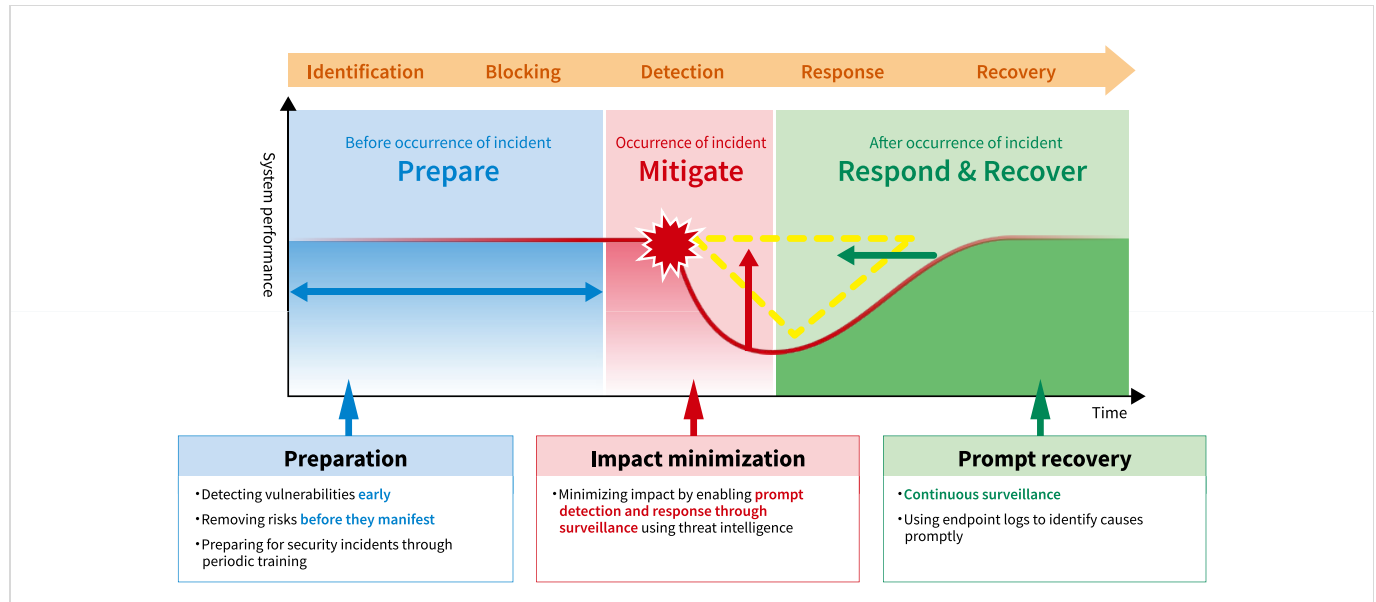 Identification Blocking Detection Response Recovery
System performance
Before occurrence of incident
Prepare
Occurrence of incident
Mitigate
After occurrence of incident
Respond & Recover
Time
Preparation
•Detecting vulnerabilities early
•Removing risks before they manifest
•Preparing for security incidents through
periodic training
Impact minimization
•Minimizing impact by enabling prompt
detection and response through
surveillance using threat intelligence
Prompt recovery
•Continuous surveillance
•Using endpoint logs to identify causes
promptly